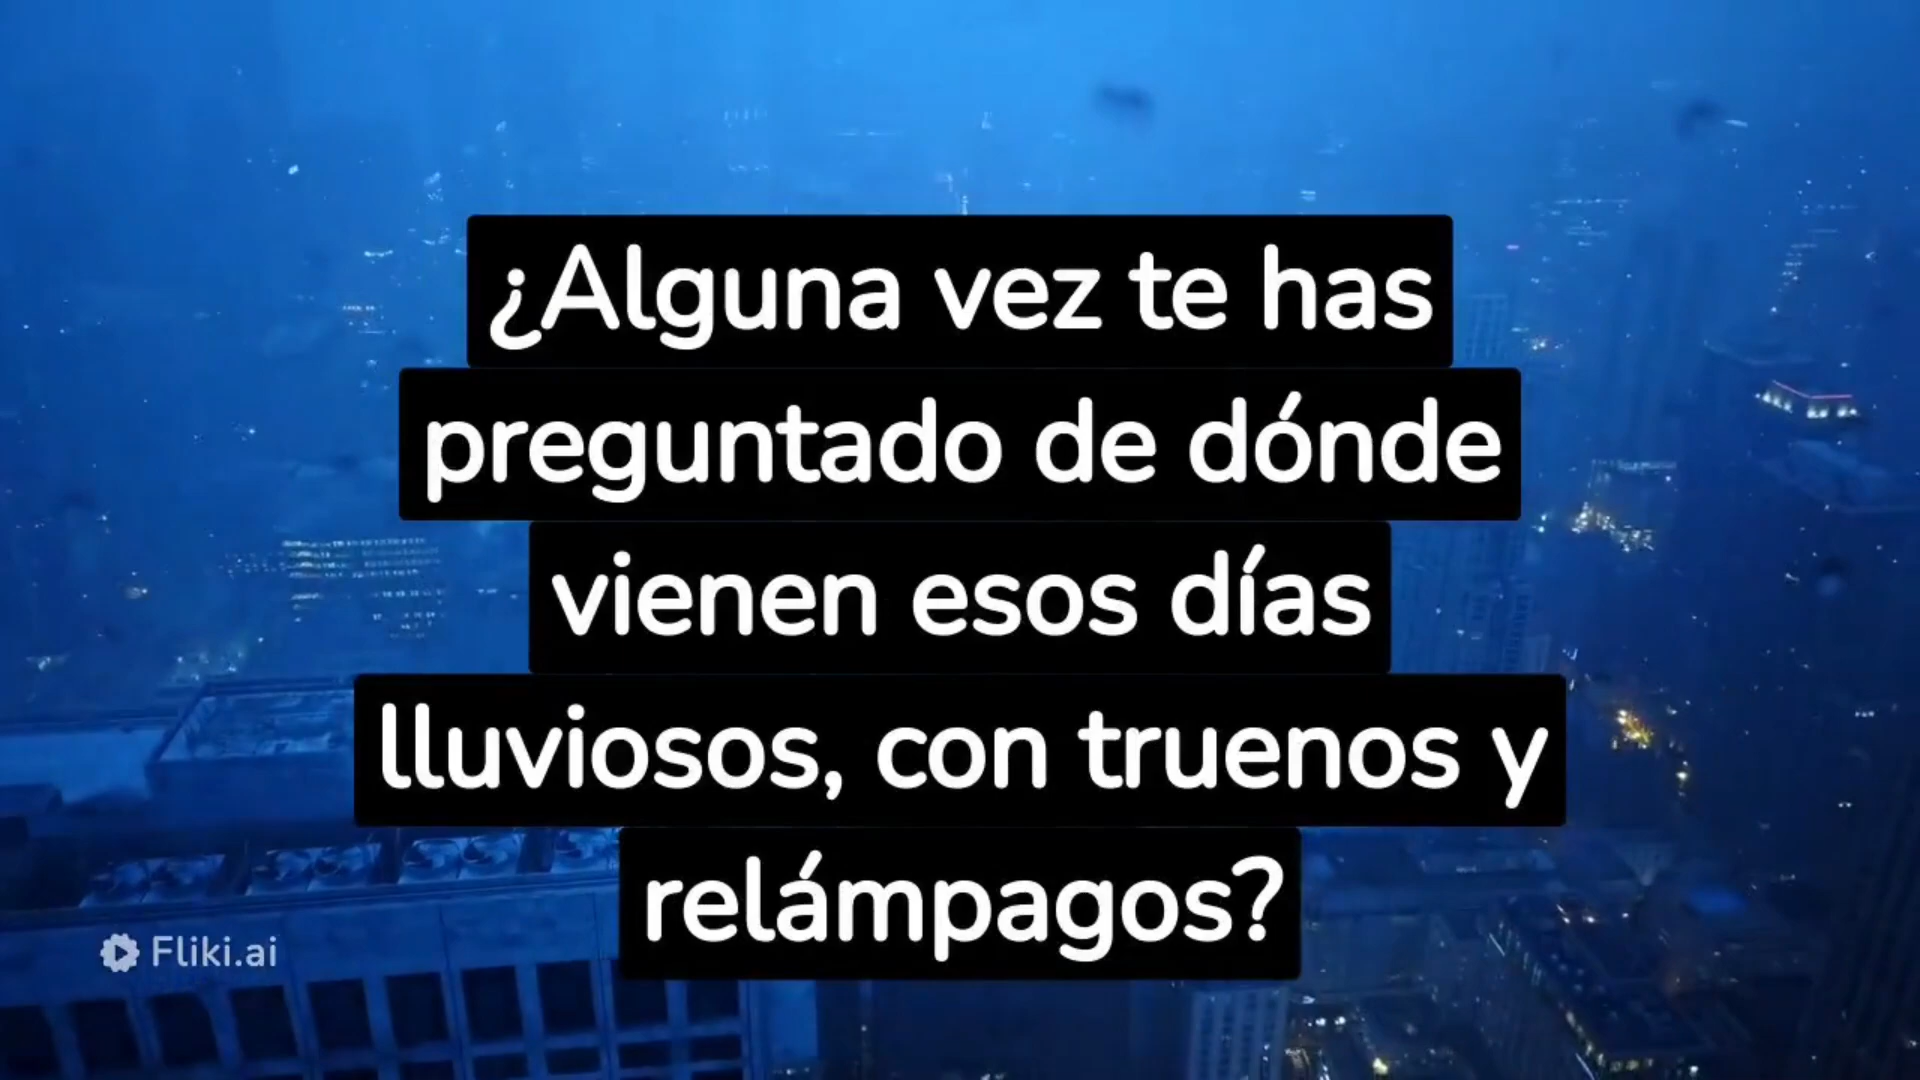 ¿Alguna vez te has
preguntado de dónde
vienen esos días
lluviosos, con truenos y
relámpagos?
Fliki.ai